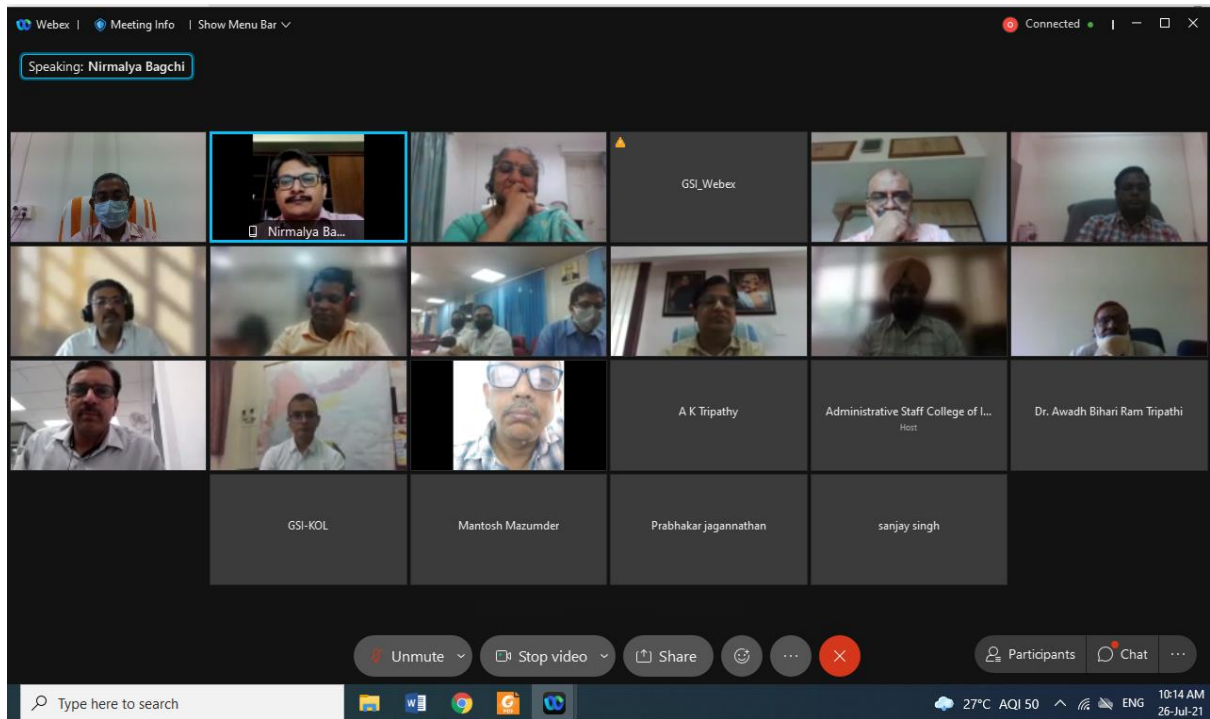 Webex | Meeting Info | Show Menu Bar
Connected
Speaking: Nirmalya Bagchi
Nirmalya Ba...
GSI_Webex
A K Tripathy
Administrative Staff College of I...
Host
Dr. Awadh Bihari Ram Tripathi
GSI-KOL
Mantosh Mazumder
Prabhakar jagannathan
sanjay singh
Unmute
Stop video
Share
Participants
Chat
Type here to search
27°C AQI 50
ENG
10:14 AM
26-Jul-21